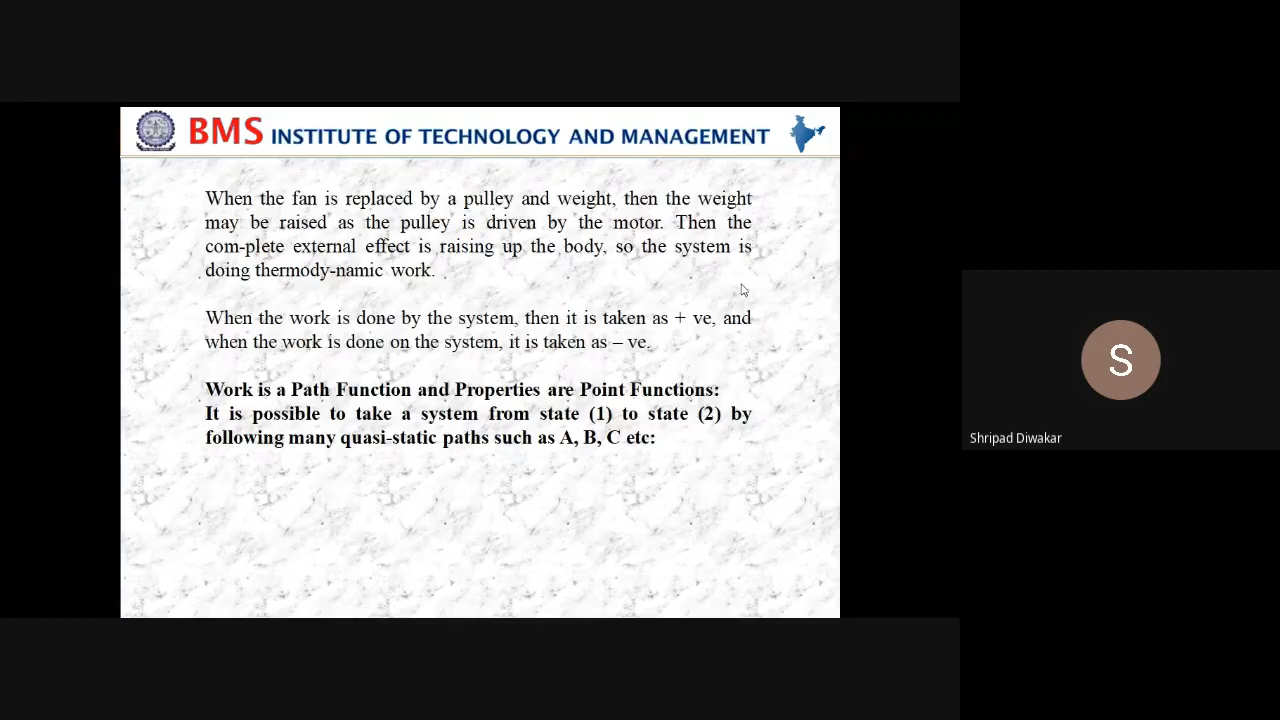 BMS INSTITUTE OF TECHNOLOGY AND MANAGEMENT
When the fan is replaced by a pulley and weight, then the weight
may be raised as the pulley is driven by the motor. Then the
com-plete external effect is raising up the body, so the system is
doing thermody-namic work.
When the work is done by the system, then it is taken as + ve, and
when the work is done on the system, it is taken as – ve.
Work is a Path Function and Properties are Point Functions:
It is possible to take a system from state (1) to state (2) by
following many quasi-static paths such as A, B, C etc:
S
Shripad Diwakar